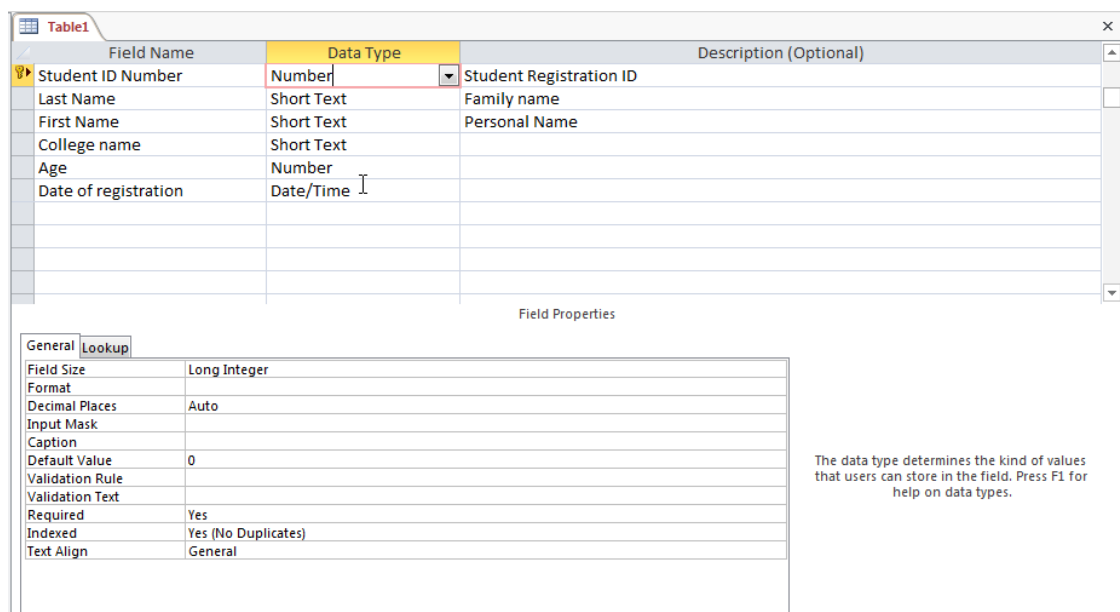 Table1
Field Name Data Type Description (Optional)
Student ID Number Number Student Registration ID
Last Name Short Text Family name
First Name Short Text Personal Name
College name Short Text
Age Number
Date of registration Date/Time
Field Properties
General Lookup
Field Size Long Integer
Format
Decimal Places Auto
Input Mask
Caption
Default Value 0
Validation Rule
Validation Text
Required Yes
Indexed Yes (No Duplicates)
Text Align General
The data type determines the kind of values
that users can store in the field. Press F1 for
help on data types.